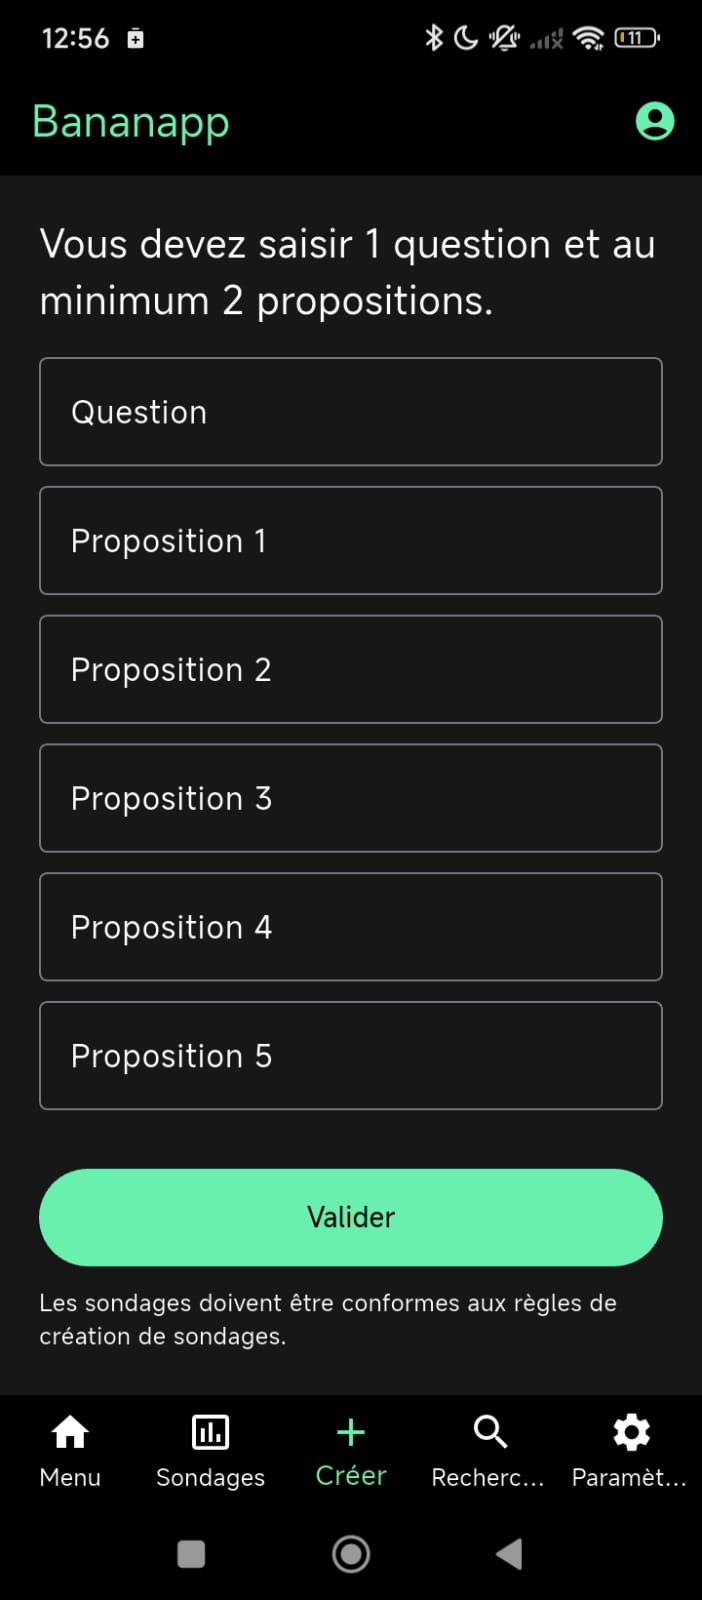 12:56
11
Bananapp
Vous devez saisir 1 question et au
minimum 2 propositions.
Question
Proposition 1
Proposition 2
Proposition 3
Proposition 4
Proposition 5
Valider
Les sondages doivent être conformes aux règles de
création de sondages.
Menu Sondages Créer Recherc... Paramèt...